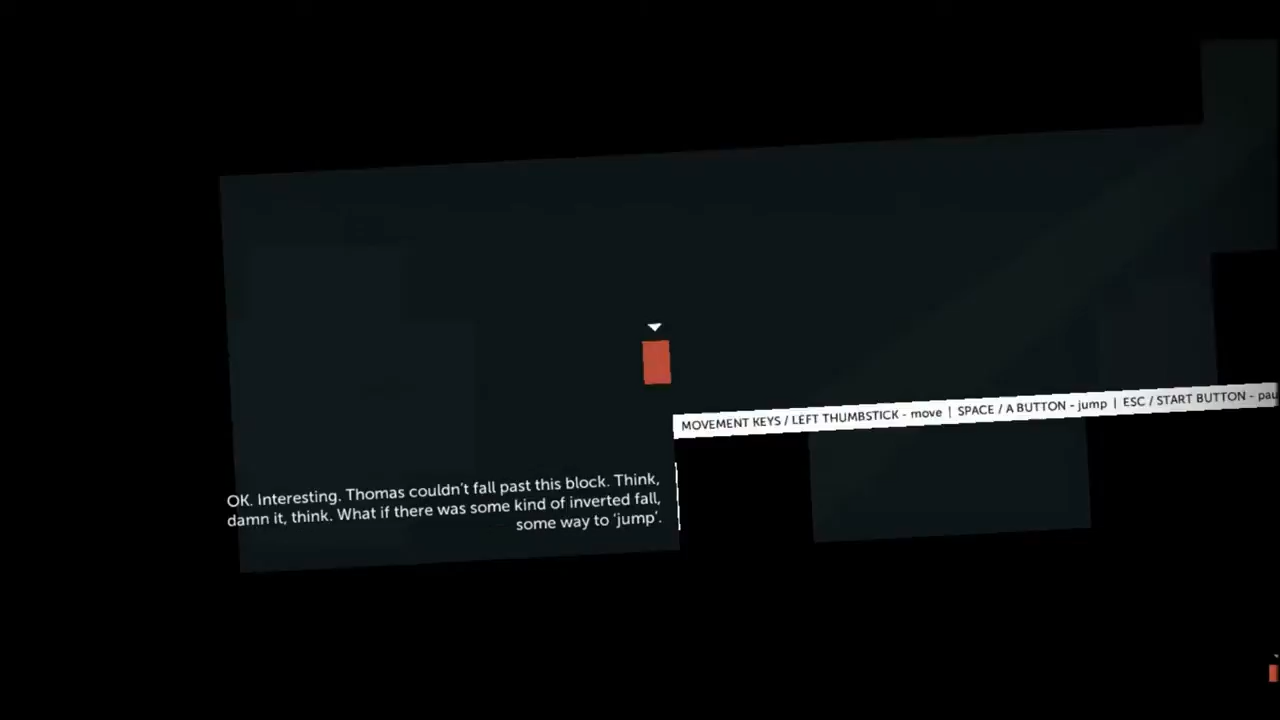 MOVEMENT KEYS / LEFT THUMBSTICK - move | SPACE / A BUTTON - jump | ESC / START BUTTON - pau
OK. Interesting. Thomas couldn't fall past this block. Think,
damn it, think. What if there was some kind of inverted fall,
some way to 'jump'.